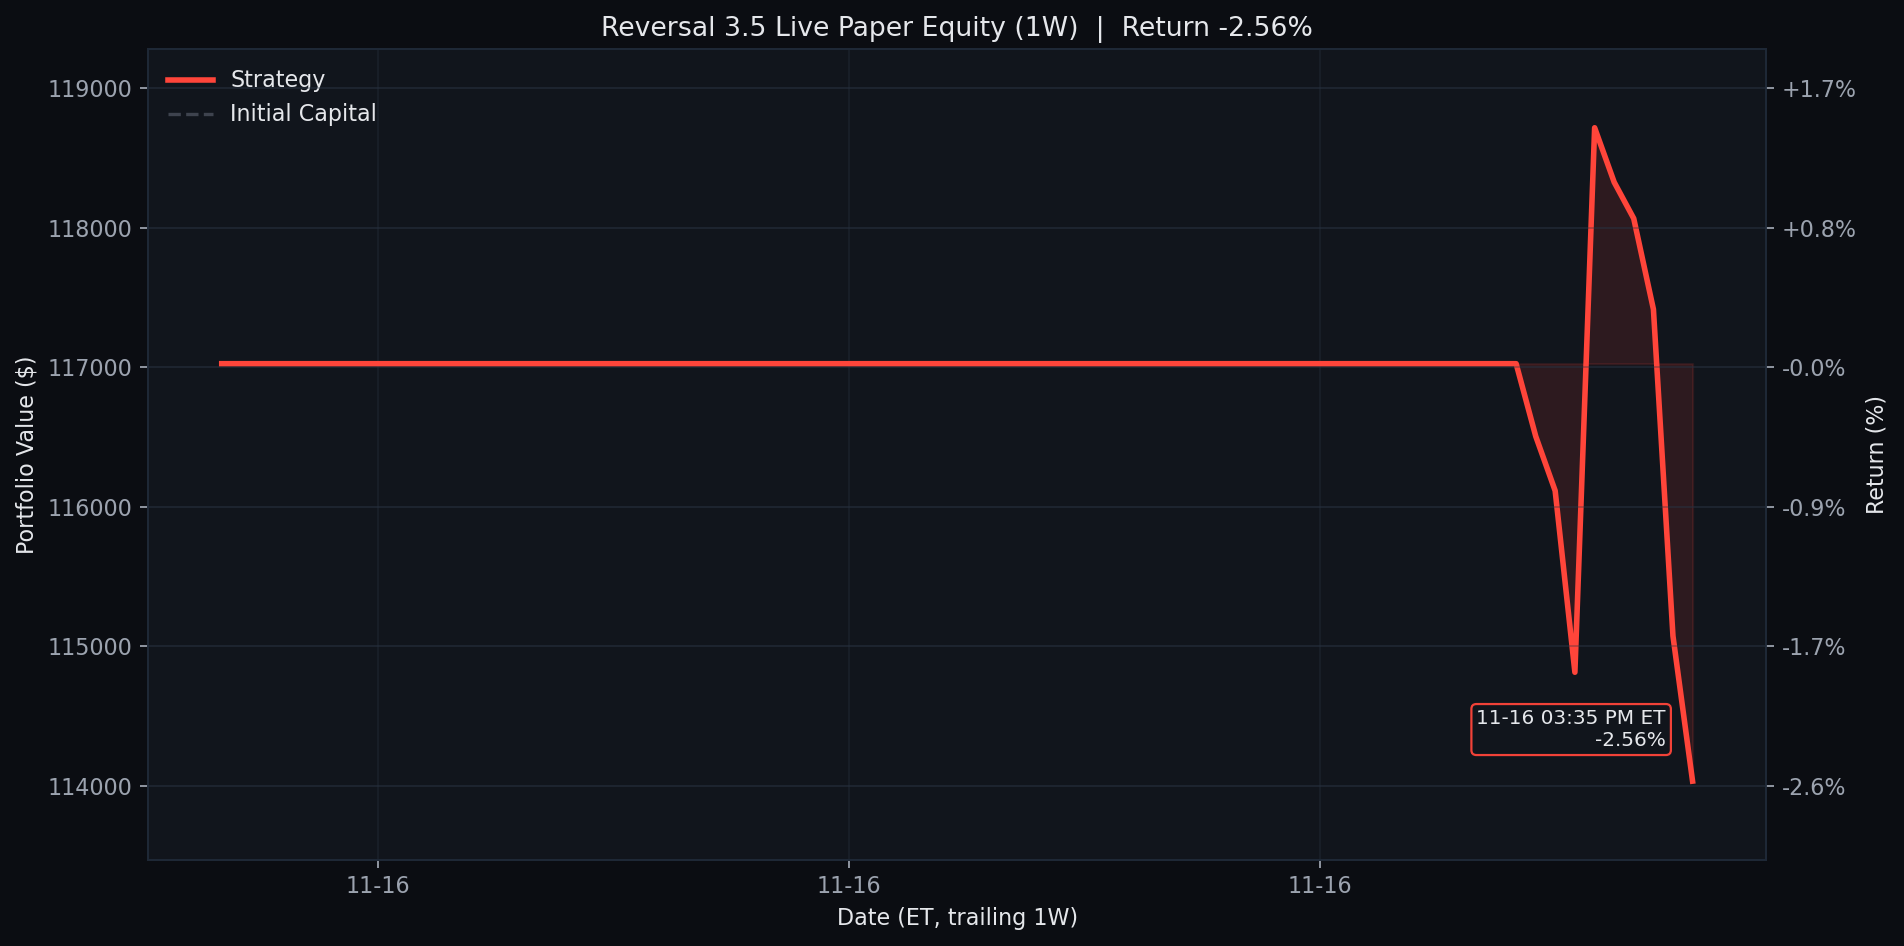 Reversal 3.5 Live Paper Equity (1W)  |  Return -2.56%
Strategy
Initial Capital
Portfolio Value ($)
119000
118000
117000
116000
115000
114000
+1.7%
+0.8%
-0.0%
-0.9%
-1.7%
-2.6%
Return (%)
11-16 03:35 PM ET
-2.56%
11-16
11-16
11-16
Date (ET, trailing 1W)